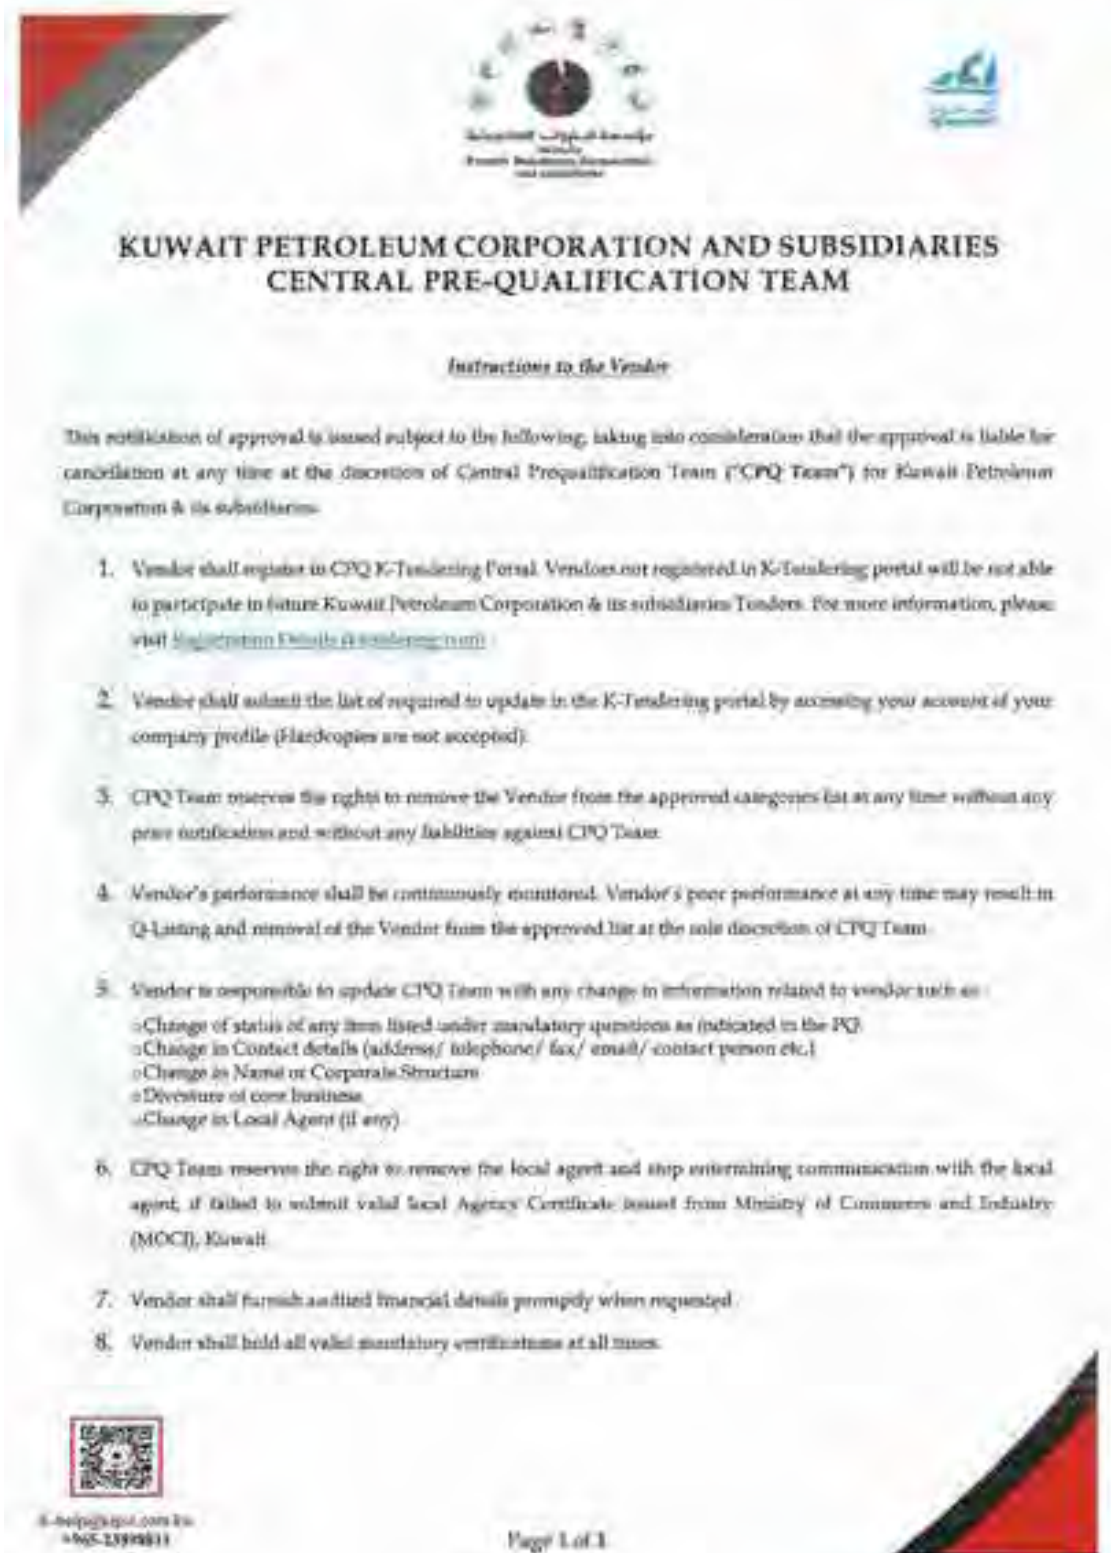 KUWAIT PETROLEUM CORPORATION AND SUBSIDIARIES
CENTRAL PRE-QUALIFICATION TEAM
Instructions to the Vendor
This notification of approval is issued subject to the following, taking into consideration that the approval is liable for
cancellation at any time at the discretion of Central Prequalification Team ("CPQ Team") for Kuwait Petroleum
Corporation & its subsidiaries.
1. Vendor shall register in CPQ K-Tendering Portal. Vendors not registered in K-Tendering portal will be not able
to participate in future Kuwait Petroleum Corporation & its subsidiaries Tenders. For more information, please
visit Registration Details (k-tendering.com)
2. Vendor shall submit the list of required to update in the K-Tendering portal by accessing your account of your
company profile (Hardcopies are not accepted).
3. CPQ Team reserves the rights to remove the Vendor from the approved categories list at any time without any
prior notification and without any liabilities against CPQ Team.
4. Vendor's performance shall be continuously monitored. Vendor's poor performance at any time may result in
Q-Listing and removal of the Vendor from the approved list at the sole discretion of CPQ Team.
5. Vendor is responsible to update CPQ Team with any change in information related to vendor such as
○Change of status of any item listed under mandatory questions as indicated in the PQ.
○Change in Contact details (address/ telephone/ fax/ email/ contact person etc.)
○Change in Name or Corporate Structure
○Divesture of core business
○Change in Local Agent (if any)
6. CPQ Team reserves the right to remove the local agent and stop entertaining communication with the local
agent, if failed to submit valid local Agency Certificate issued from Ministry of Commerce and Industry
(MOCI), Kuwait.
7. Vendor shall furnish audited financial details promptly when requested.
8. Vendor shall hold all valid mandatory certifications at all times.
Page 1 of 1